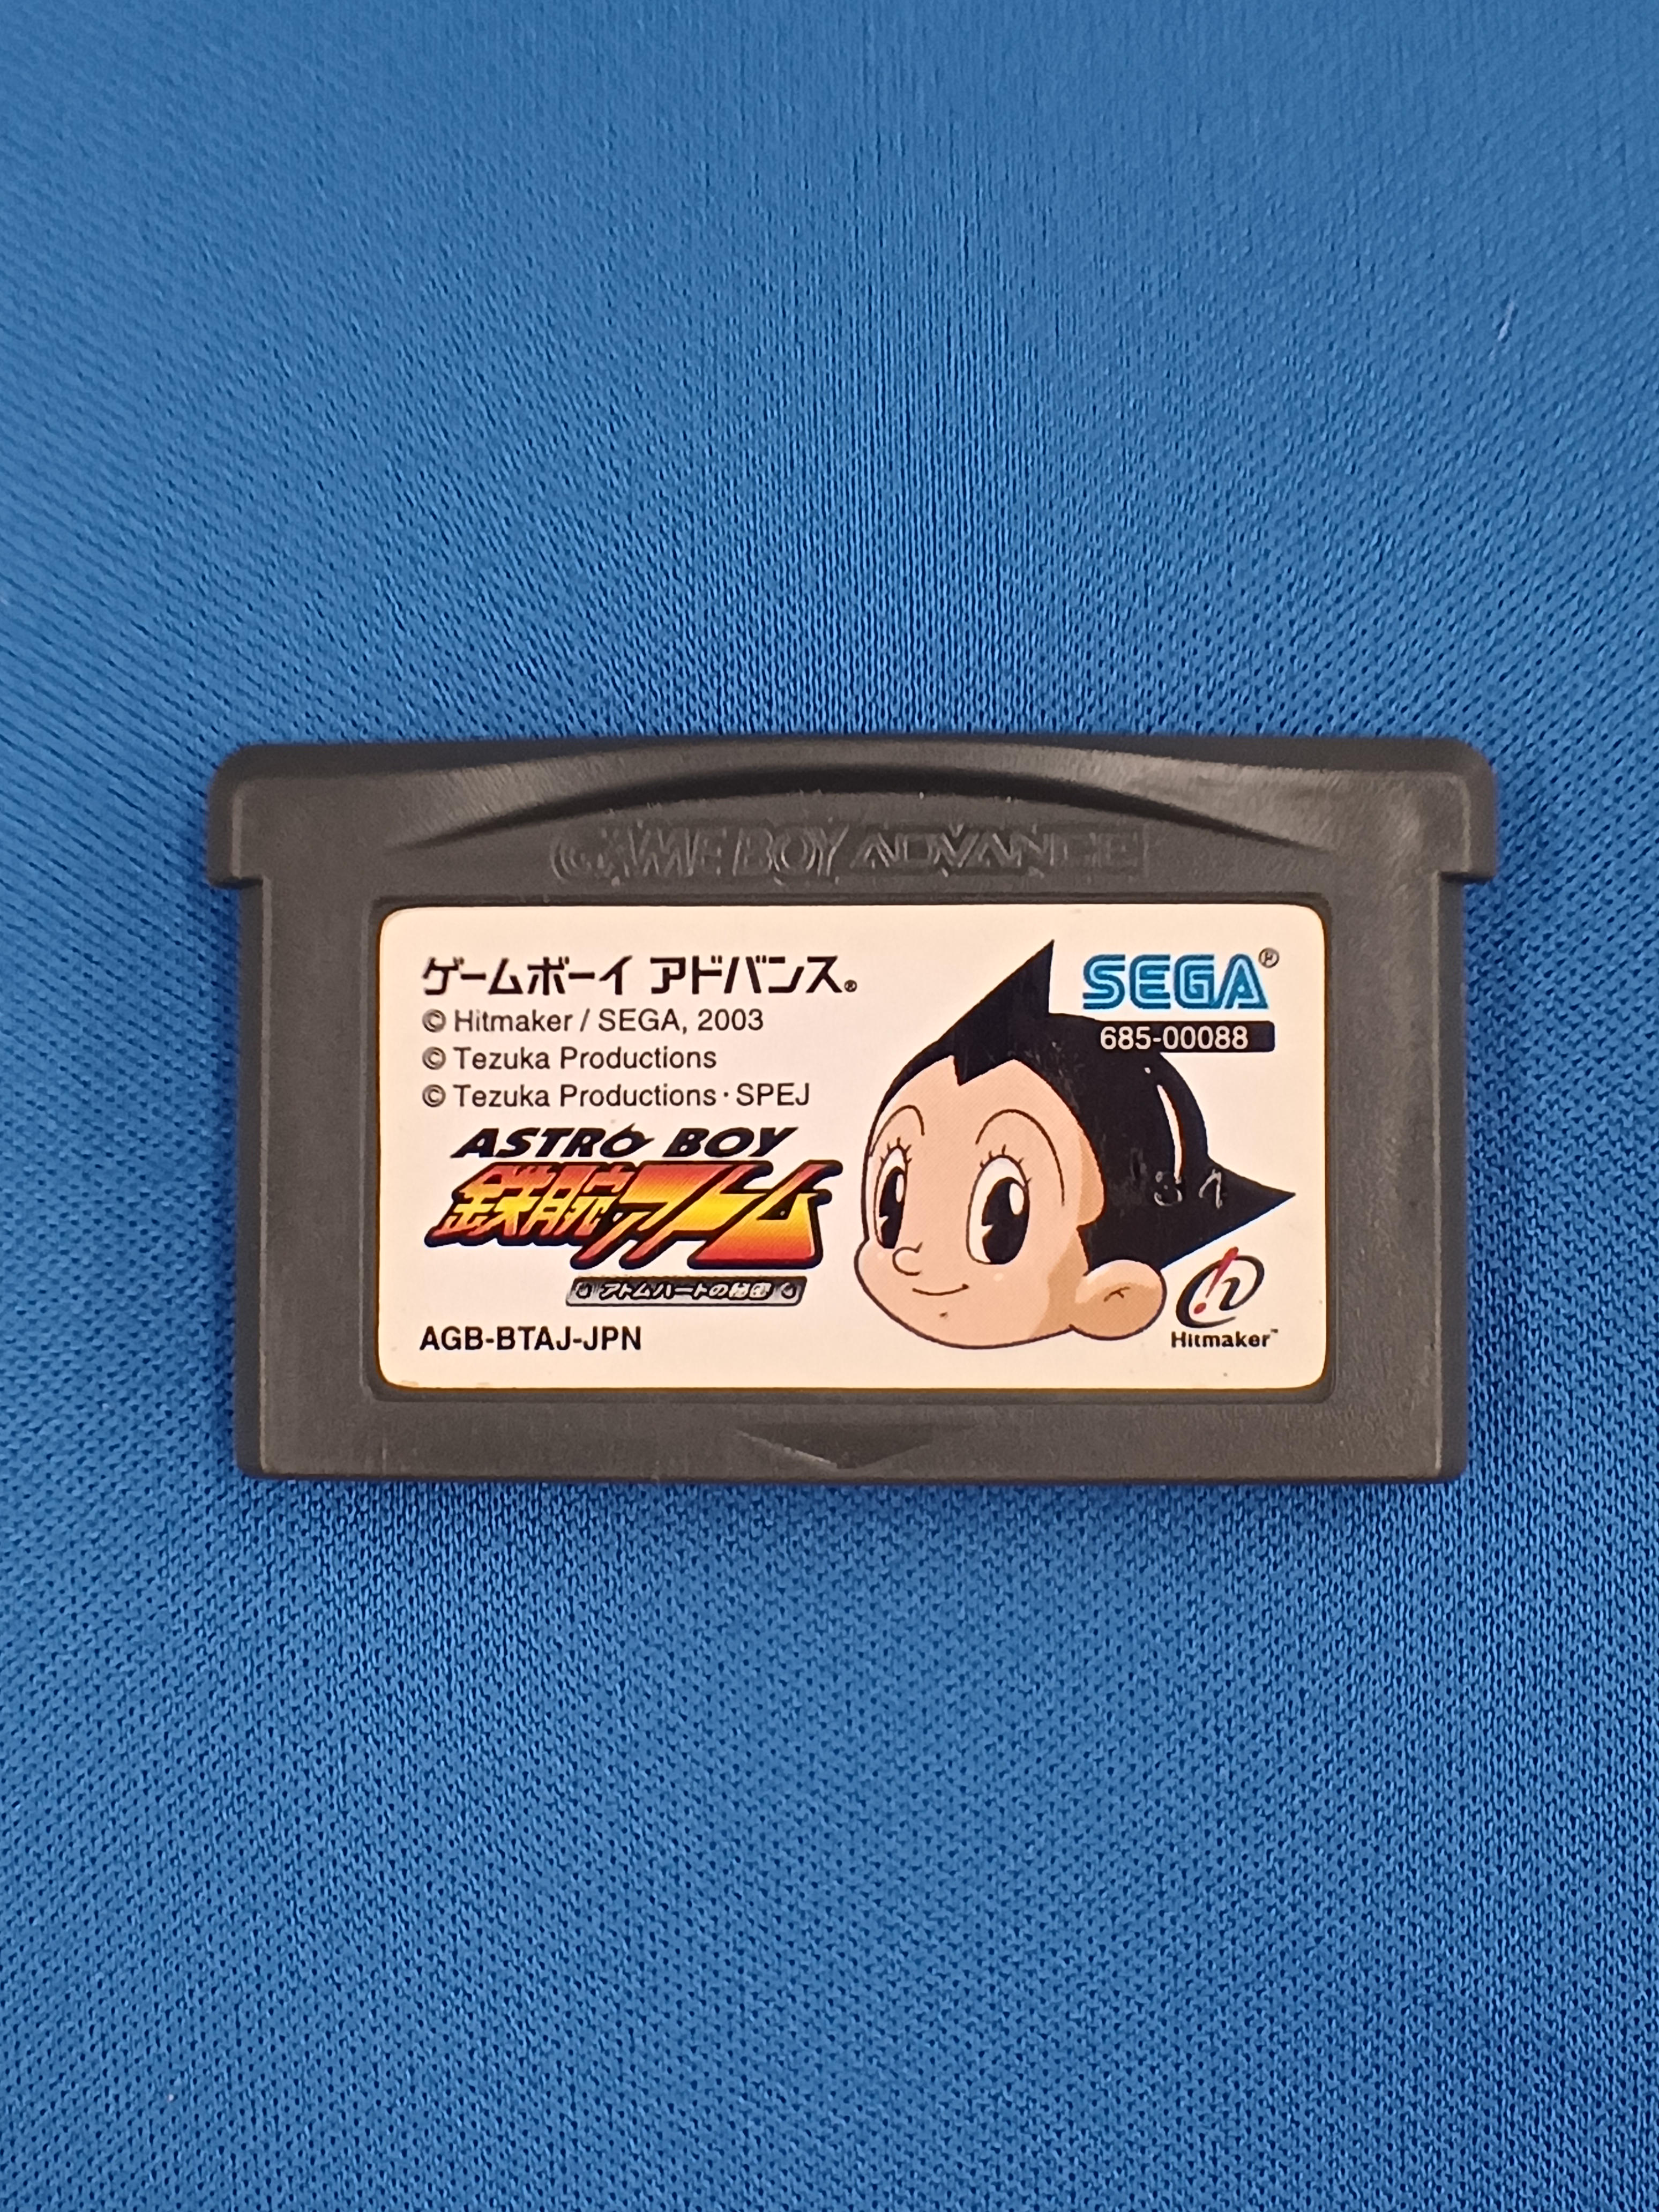 GAME BOY ADVANCE
ゲームボーイ アドバンス®
© Hitmaker / SEGA, 2003
© Tezuka Productions
© Tezuka Productions・SPEJ
SEGA®
685-00088
ASTRO BOY
鉄腕アトム
アトムハートの秘密
AGB-BTAJ-JPN
Hitmaker™